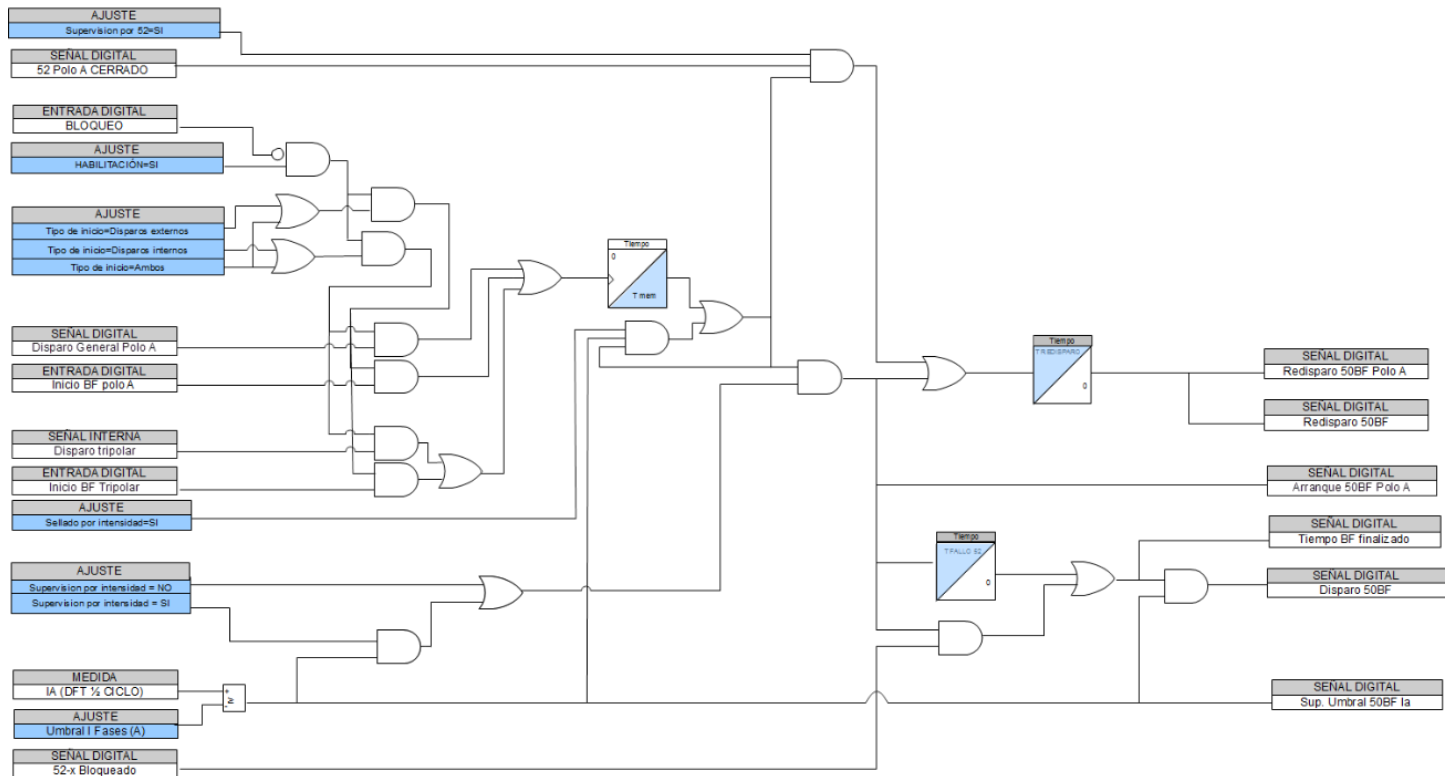 AJUSTE
Supervision por 52=SI
SEÑAL DIGITAL
52 Polo A CERRADO
ENTRADA DIGITAL
BLOQUEO
AJUSTE
HABILITACIÓN=SI
AJUSTE
Tipo de inicio=Disparos externos
Tipo de inicio=Disparos internos
Tipo de inicio=Ambos
SEÑAL DIGITAL
Disparo General Polo A
ENTRADA DIGITAL
Inicio BF polo A
SEÑAL INTERNA
Disparo tripolar
ENTRADA DIGITAL
Inicio BF Tripolar
AJUSTE
Sellado por intensidad=SI
AJUSTE
Supervision por intensidad = NO
Supervision por intensidad = SI
MEDIDA
IA (DFT ½ CICLO)
AJUSTE
Umbral I Fases (A)
SEÑAL DIGITAL
52-x Bloqueado
+
≥
-
Tiempo
0
T mem
Tiempo
T REDISPARO
0
Tiempo
T FALLO 52
0
SEÑAL DIGITAL
Redisparo 50BF Polo A
SEÑAL DIGITAL
Redisparo 50BF
SEÑAL DIGITAL
Arranque 50BF Polo A
SEÑAL DIGITAL
Tiempo BF finalizado
SEÑAL DIGITAL
Disparo 50BF
SEÑAL DIGITAL
Sup. Umbral 50BF Ia